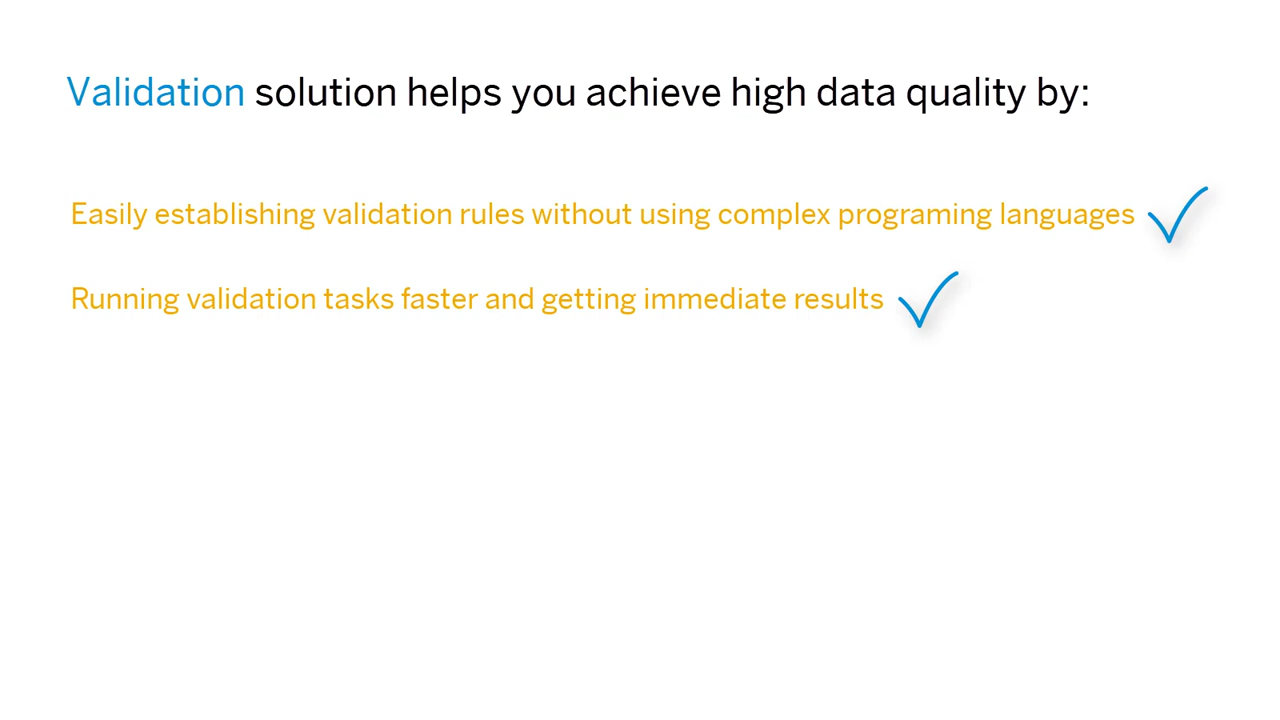 Validation solution helps you achieve high data quality by:
Easily establishing validation rules without using complex programing languages
Running validation tasks faster and getting immediate results